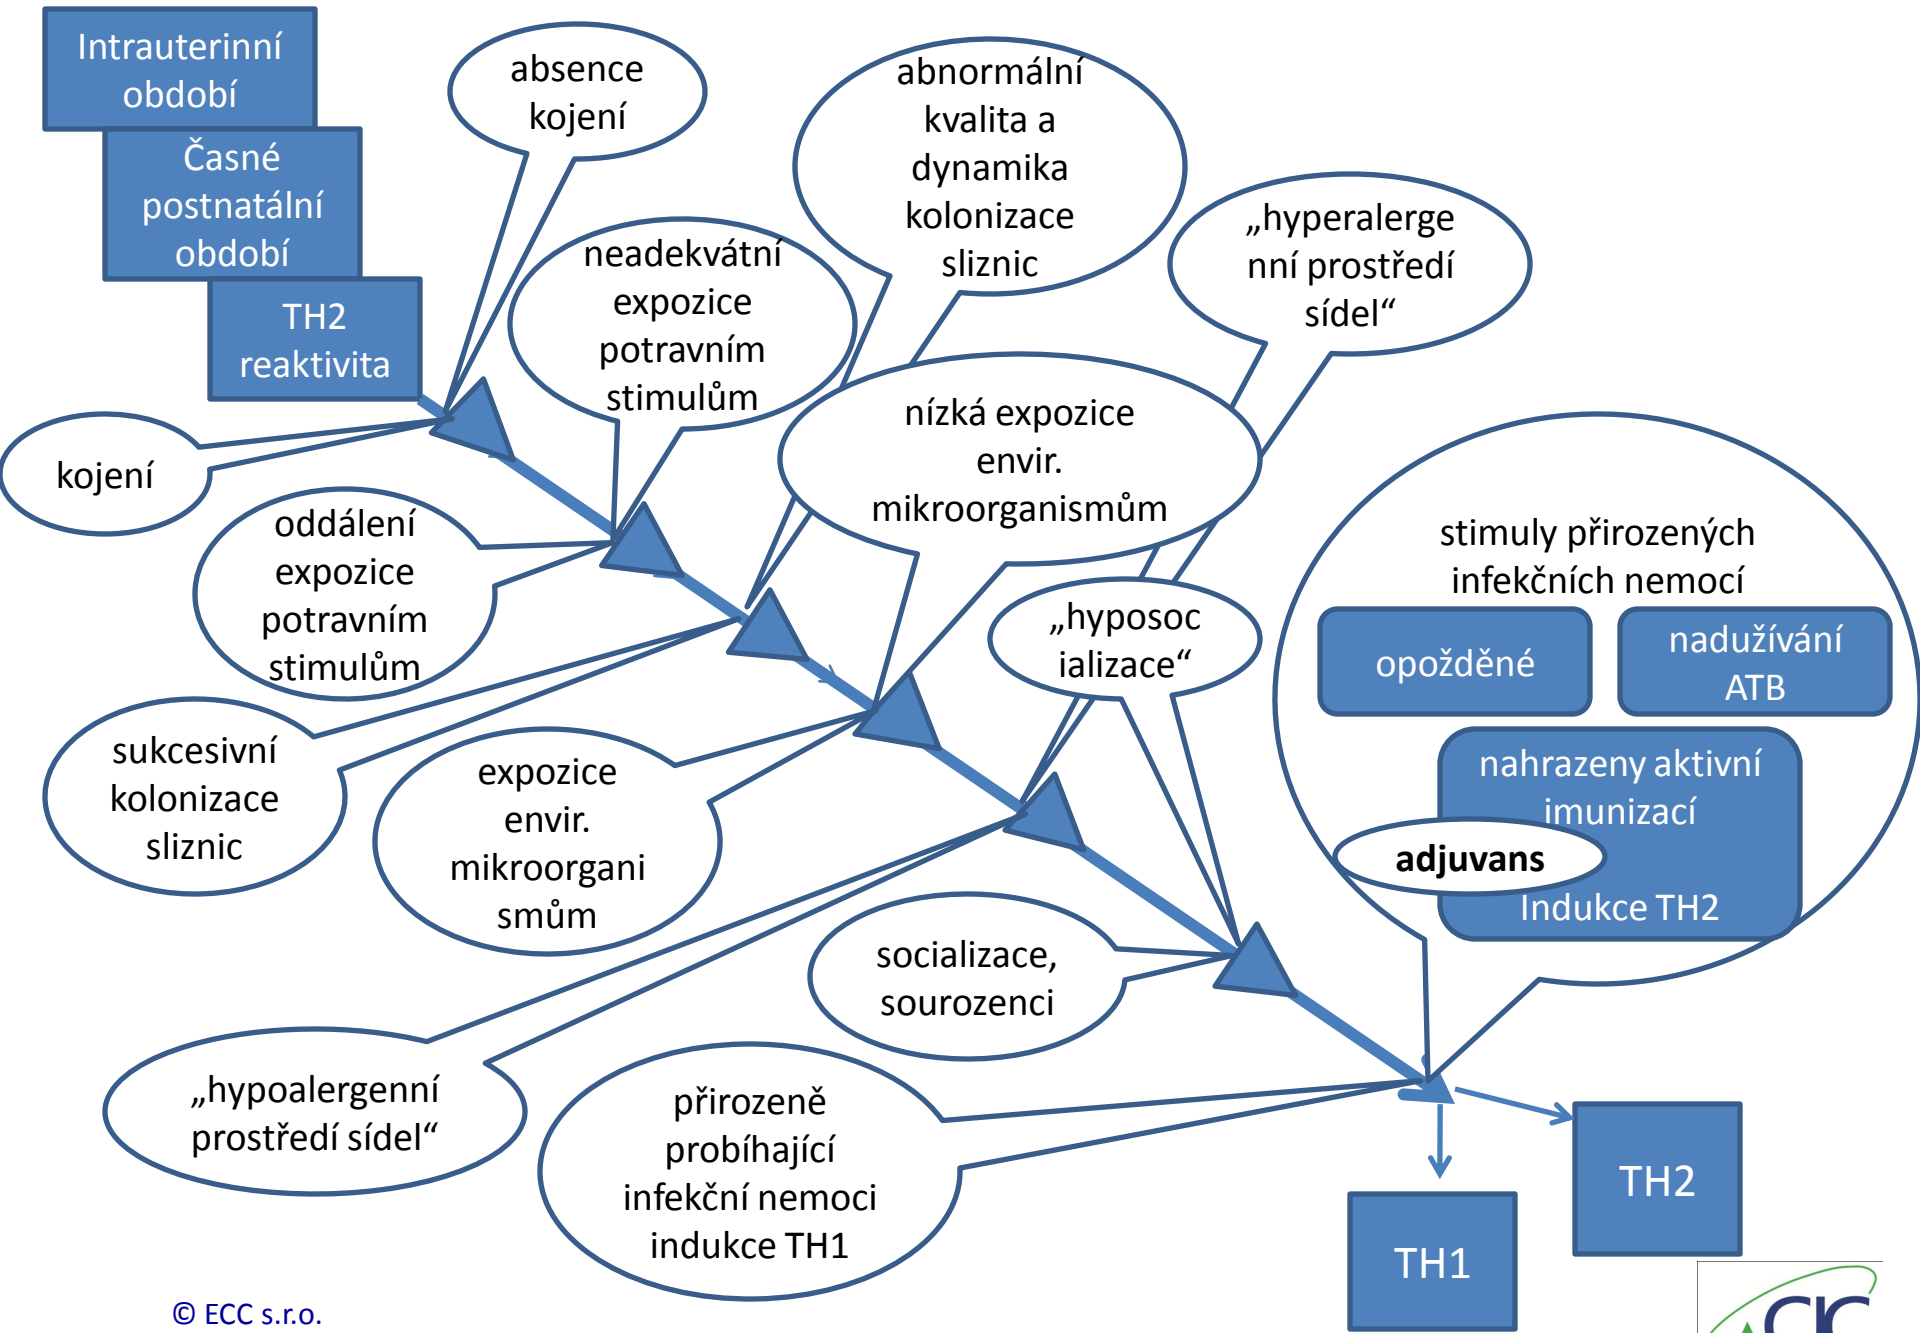 Intrauterinní
období
Časné
postnatální
období
TH2
reaktivita
absence
kojení
abnormální
kvalita a
dynamika
kolonizace
sliznic
„hyperalerge
nní prostředí
sídel“
neadekvátní
expozice
potravním
stimulům
nízká expozice
envir.
mikroorganismům
kojení
oddálení
expozice
potravním
stimulům
„hyposoc
ializace“
stimuly přirozených
infekčních nemocí
opožděné
nadužívání
ATB
nahrazeny aktivní
imunizací
adjuvans
Indukce TH2
sukcesivní
kolonizace
sliznic
expozice
envir.
mikroorgani
smům
socializace,
sourozenci
„hypoalergenní
prostředí sídel“
přirozeně
probíhající
infekční nemoci
indukce TH1
TH2
TH1
© ECC s.r.o.
CIC